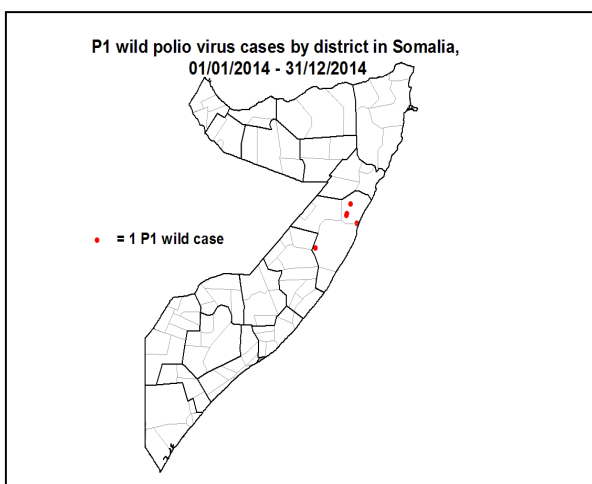 P1 wild polio virus cases by district in Somalia,
01/01/2014 - 31/12/2014
= 1 P1 wild case